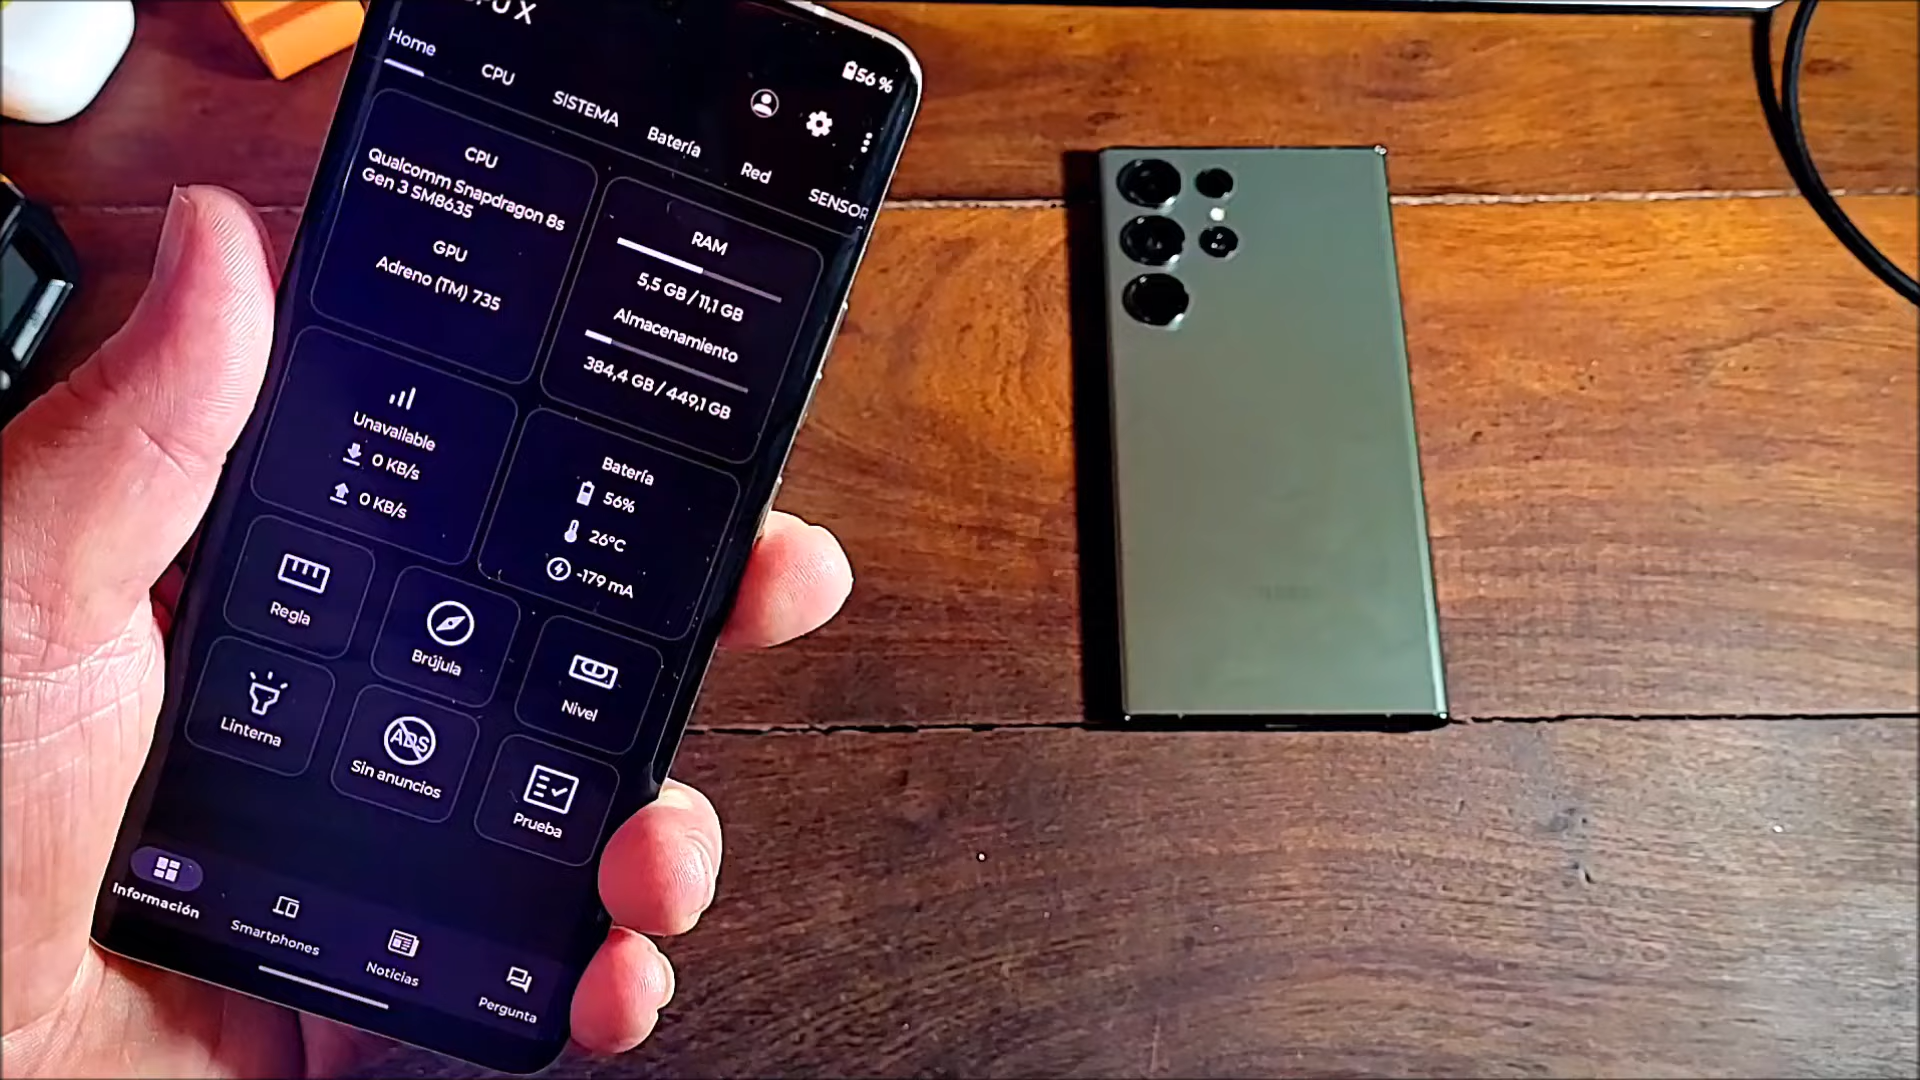 56 %
Home
CPU
SISTEMA
Batería
Red
SENSOR
CPU
Qualcomm Snapdragon 8s
Gen 3 SM8635
GPU
Adreno (TM) 735
RAM
5,5 GB / 11,1 GB
Almacenamiento
384,4 GB / 449,1 GB
Unavailable
0 KB/s
0 KB/s
Batería
56%
26°C
-179 mA
Regla
Brújula
Nivel
Linterna
ADS
Sin anuncios
Prueba
Información
Smartphones
Noticias
Pergunta